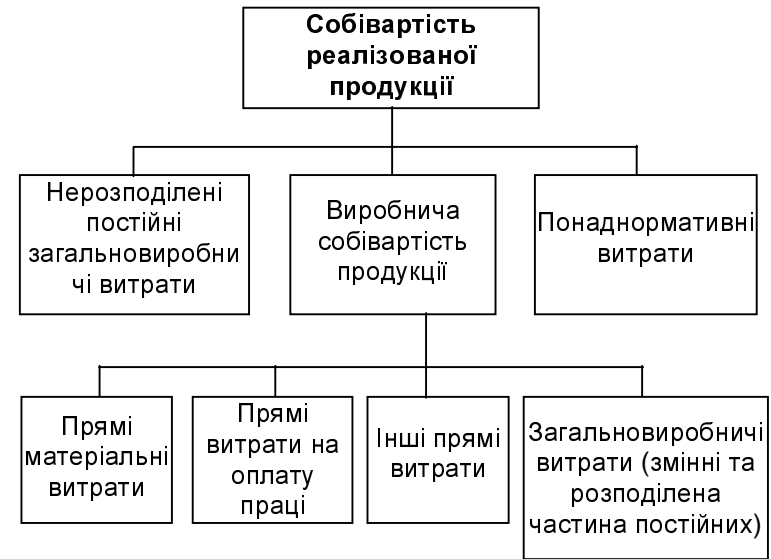 Собівартість
реалізованої
продукції
Нерозподілені
постійні
загальновиробни
чі витрати
Виробнича
собівартість
продукції
Понаднормативні
витрати
Прямі
матеріальні
витрати
Прямі
витрати на
оплату
праці
Інші прямі
витрати
Загальновиробничі
витрати (змінні та
розподілена
частина постійних)